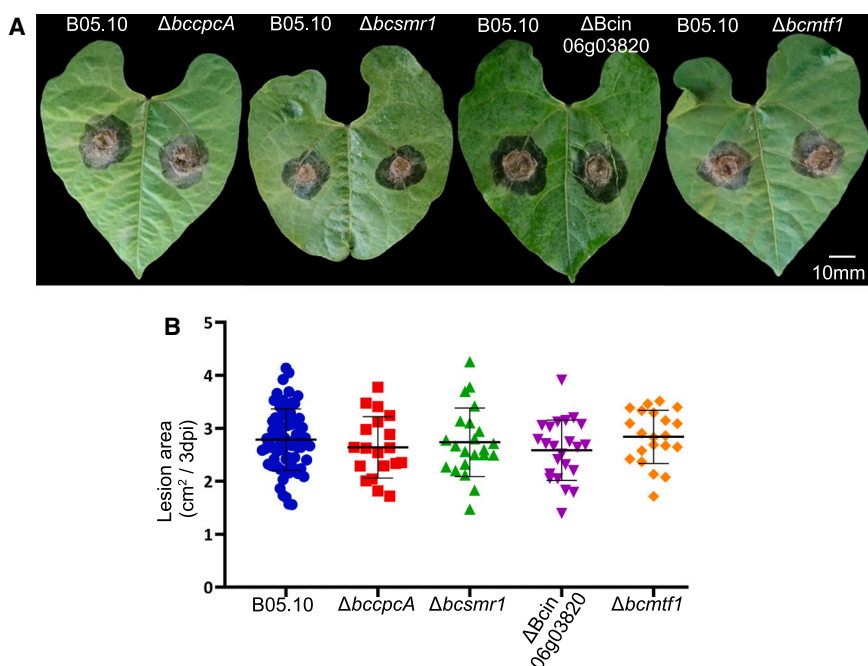 A
B05.10 ΔbccpcA B05.10 Δbcsmr1 B05.10 ΔBcin B05.10 Δbcmtf1
06g03820
10mm
B
5
4
3
2
1
0
Lesion area
(cm² / 3dpi)
B05.10 ΔbccpcA Δbcsmr1 ΔBcin Δbcmtf1
06g03820